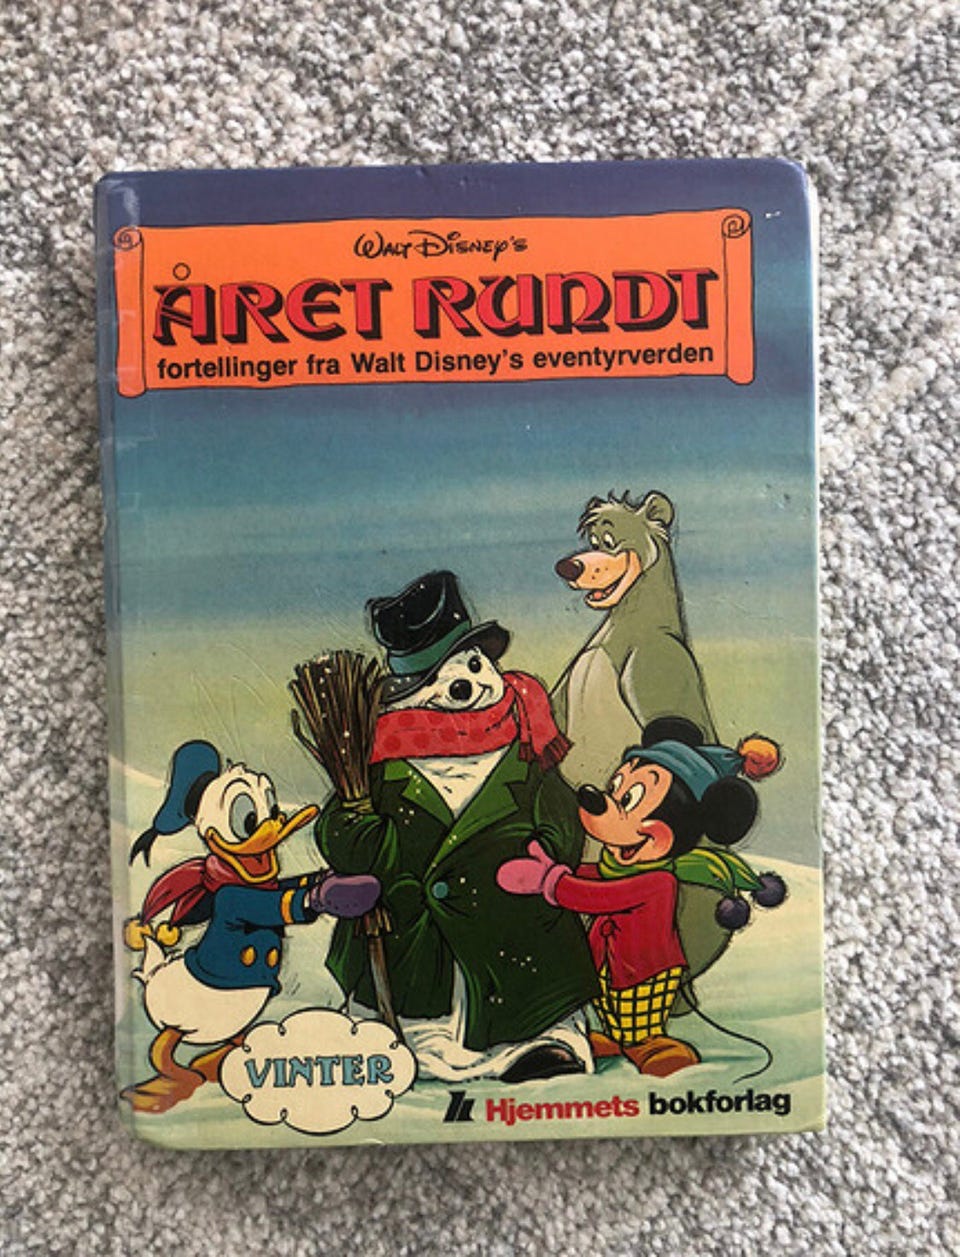 Walt Disney's
ÅRET RUNDT
fortellinger fra Walt Disney's eventyrverden
VINTER
Hjemmets bokforlag